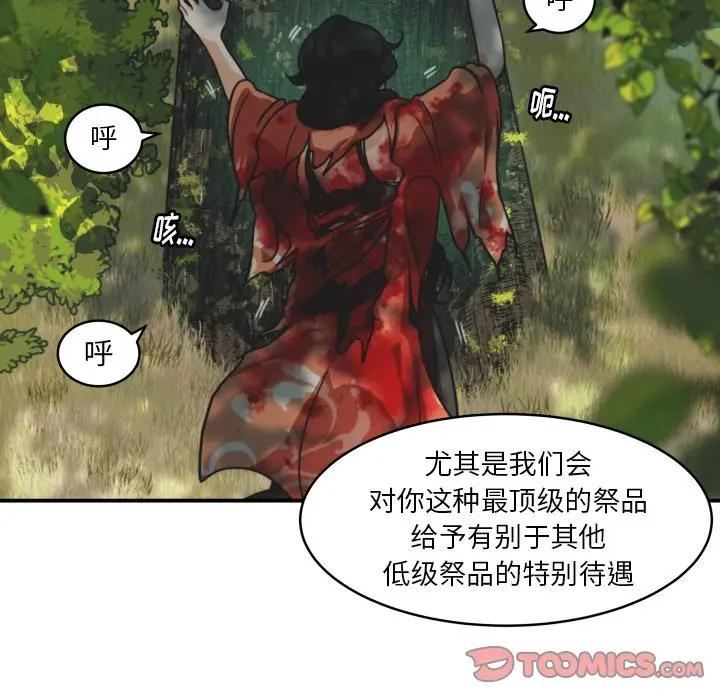 呼
呃...
呼
咳...
呼
尤其是我们会
对你这种最顶级的祭品
给予有别于其他
低级祭品的特别待遇
TOOMICS.COM